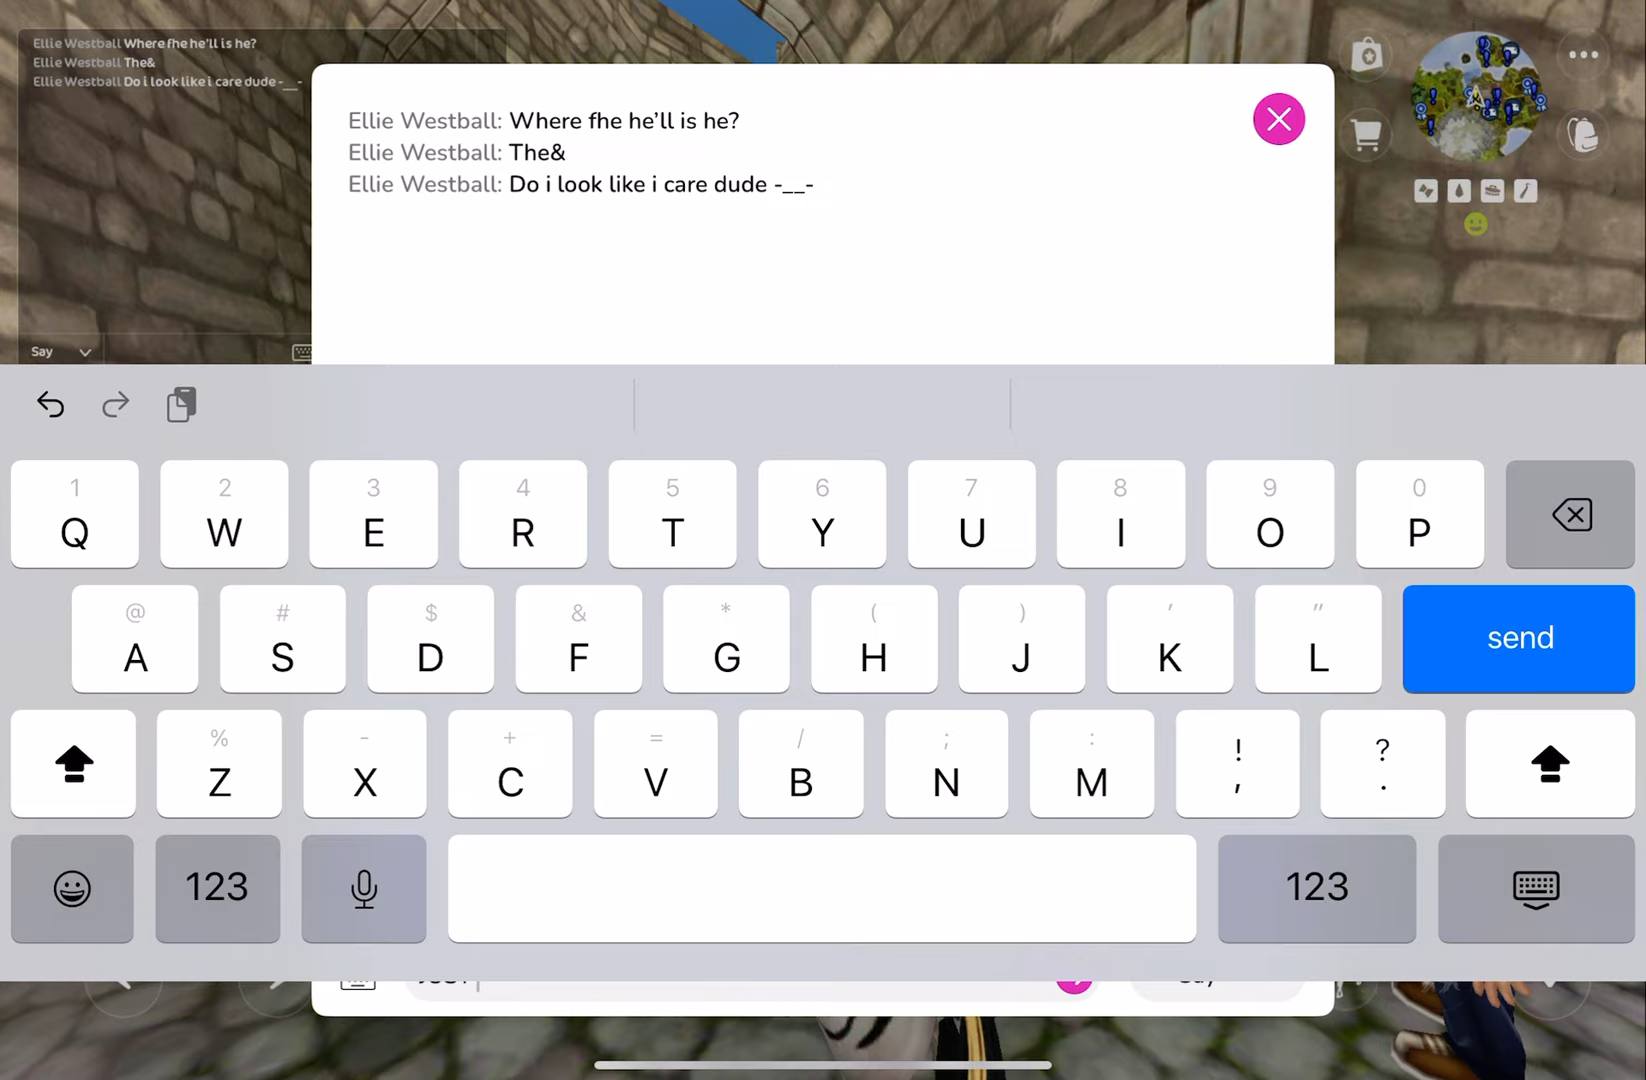 Ellie Westball Where fhe he'll is he?
Ellie Westball The&
Ellie Westball Do i look like i care dude -__-
Ellie Westball: Where fhe he’ll is he?
Ellie Westball: The&
Ellie Westball: Do i look like i care dude -__-
Say
1 2 3 4 5 6 7 8 9 0
Q W E R T Y U I O P
@ # $ & * ( ) ' "
A S D F G H J K L send
% - + = / ; : ! ?
Z X C V B N M , .
123 123
Say